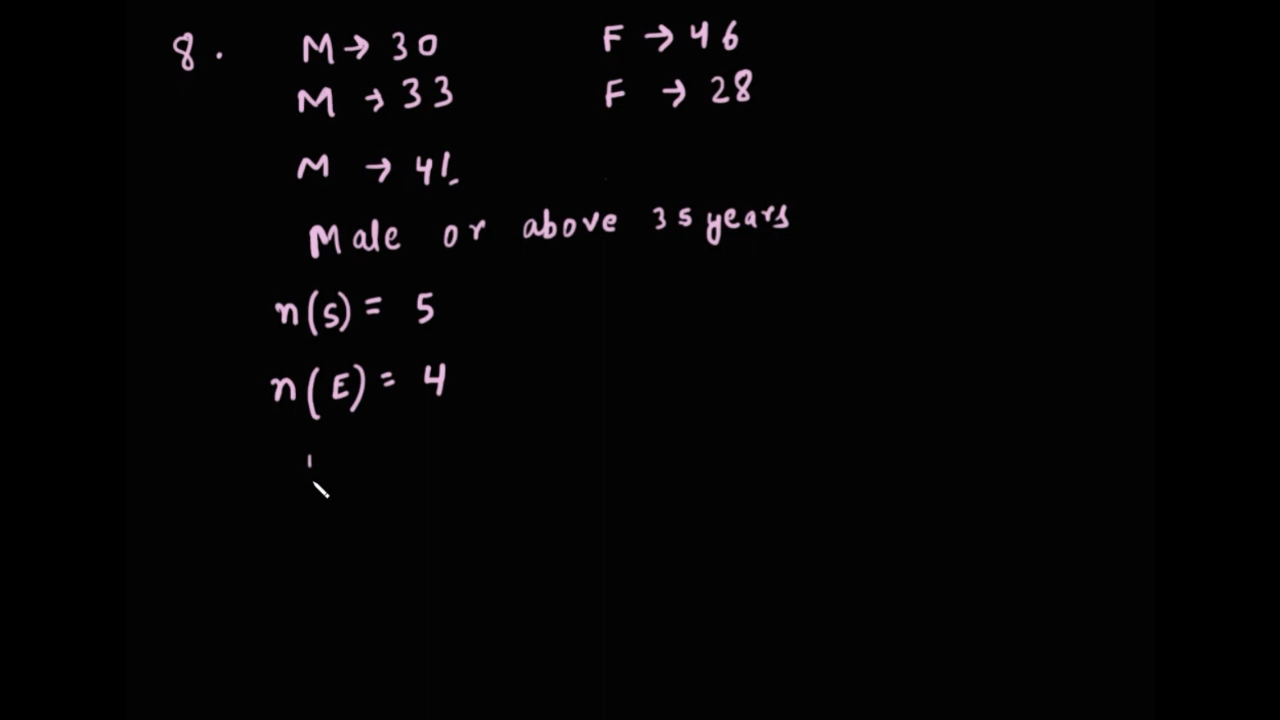 8. M → 30 F → 46
M → 33 F → 28
M → 41.
Male or above 35 years
n(S) = 5
n(E) = 4